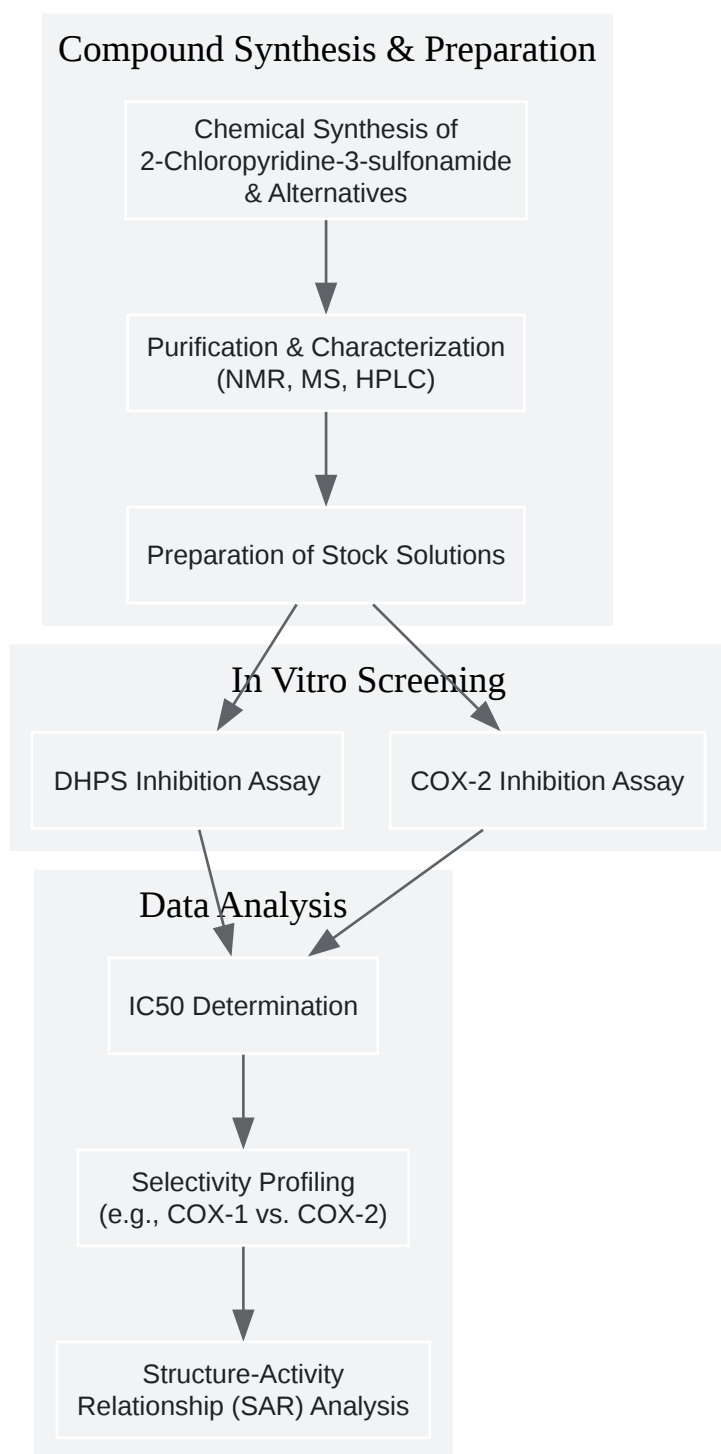 Compound Synthesis & Preparation
Chemical Synthesis of
2-Chloropyridine-3-sulfonamide
& Alternatives
Purification & Characterization
(NMR, MS, HPLC)
Preparation of Stock Solutions
In Vitro Screening
DHPS Inhibition Assay
COX-2 Inhibition Assay
Data Analysis
IC50 Determination
Selectivity Profiling
(e.g., COX-1 vs. COX-2)
Structure-Activity
Relationship (SAR) Analysis